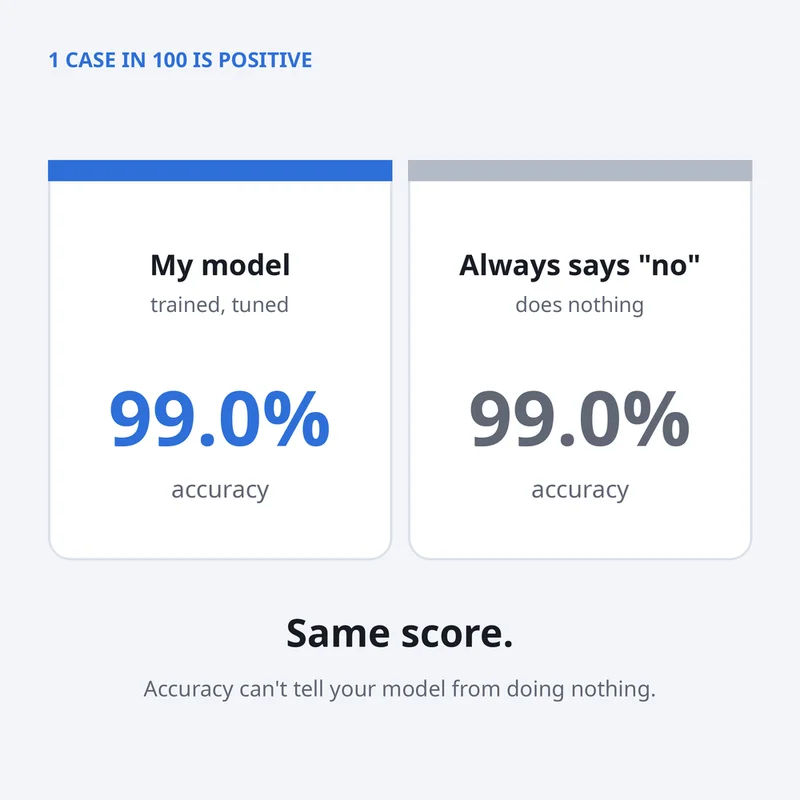 1 CASE IN 100 IS POSITIVE
My model
trained, tuned
99.0%
accuracy
Always says "no"
does nothing
99.0%
accuracy
Same score.
Accuracy can't tell your model from doing nothing.